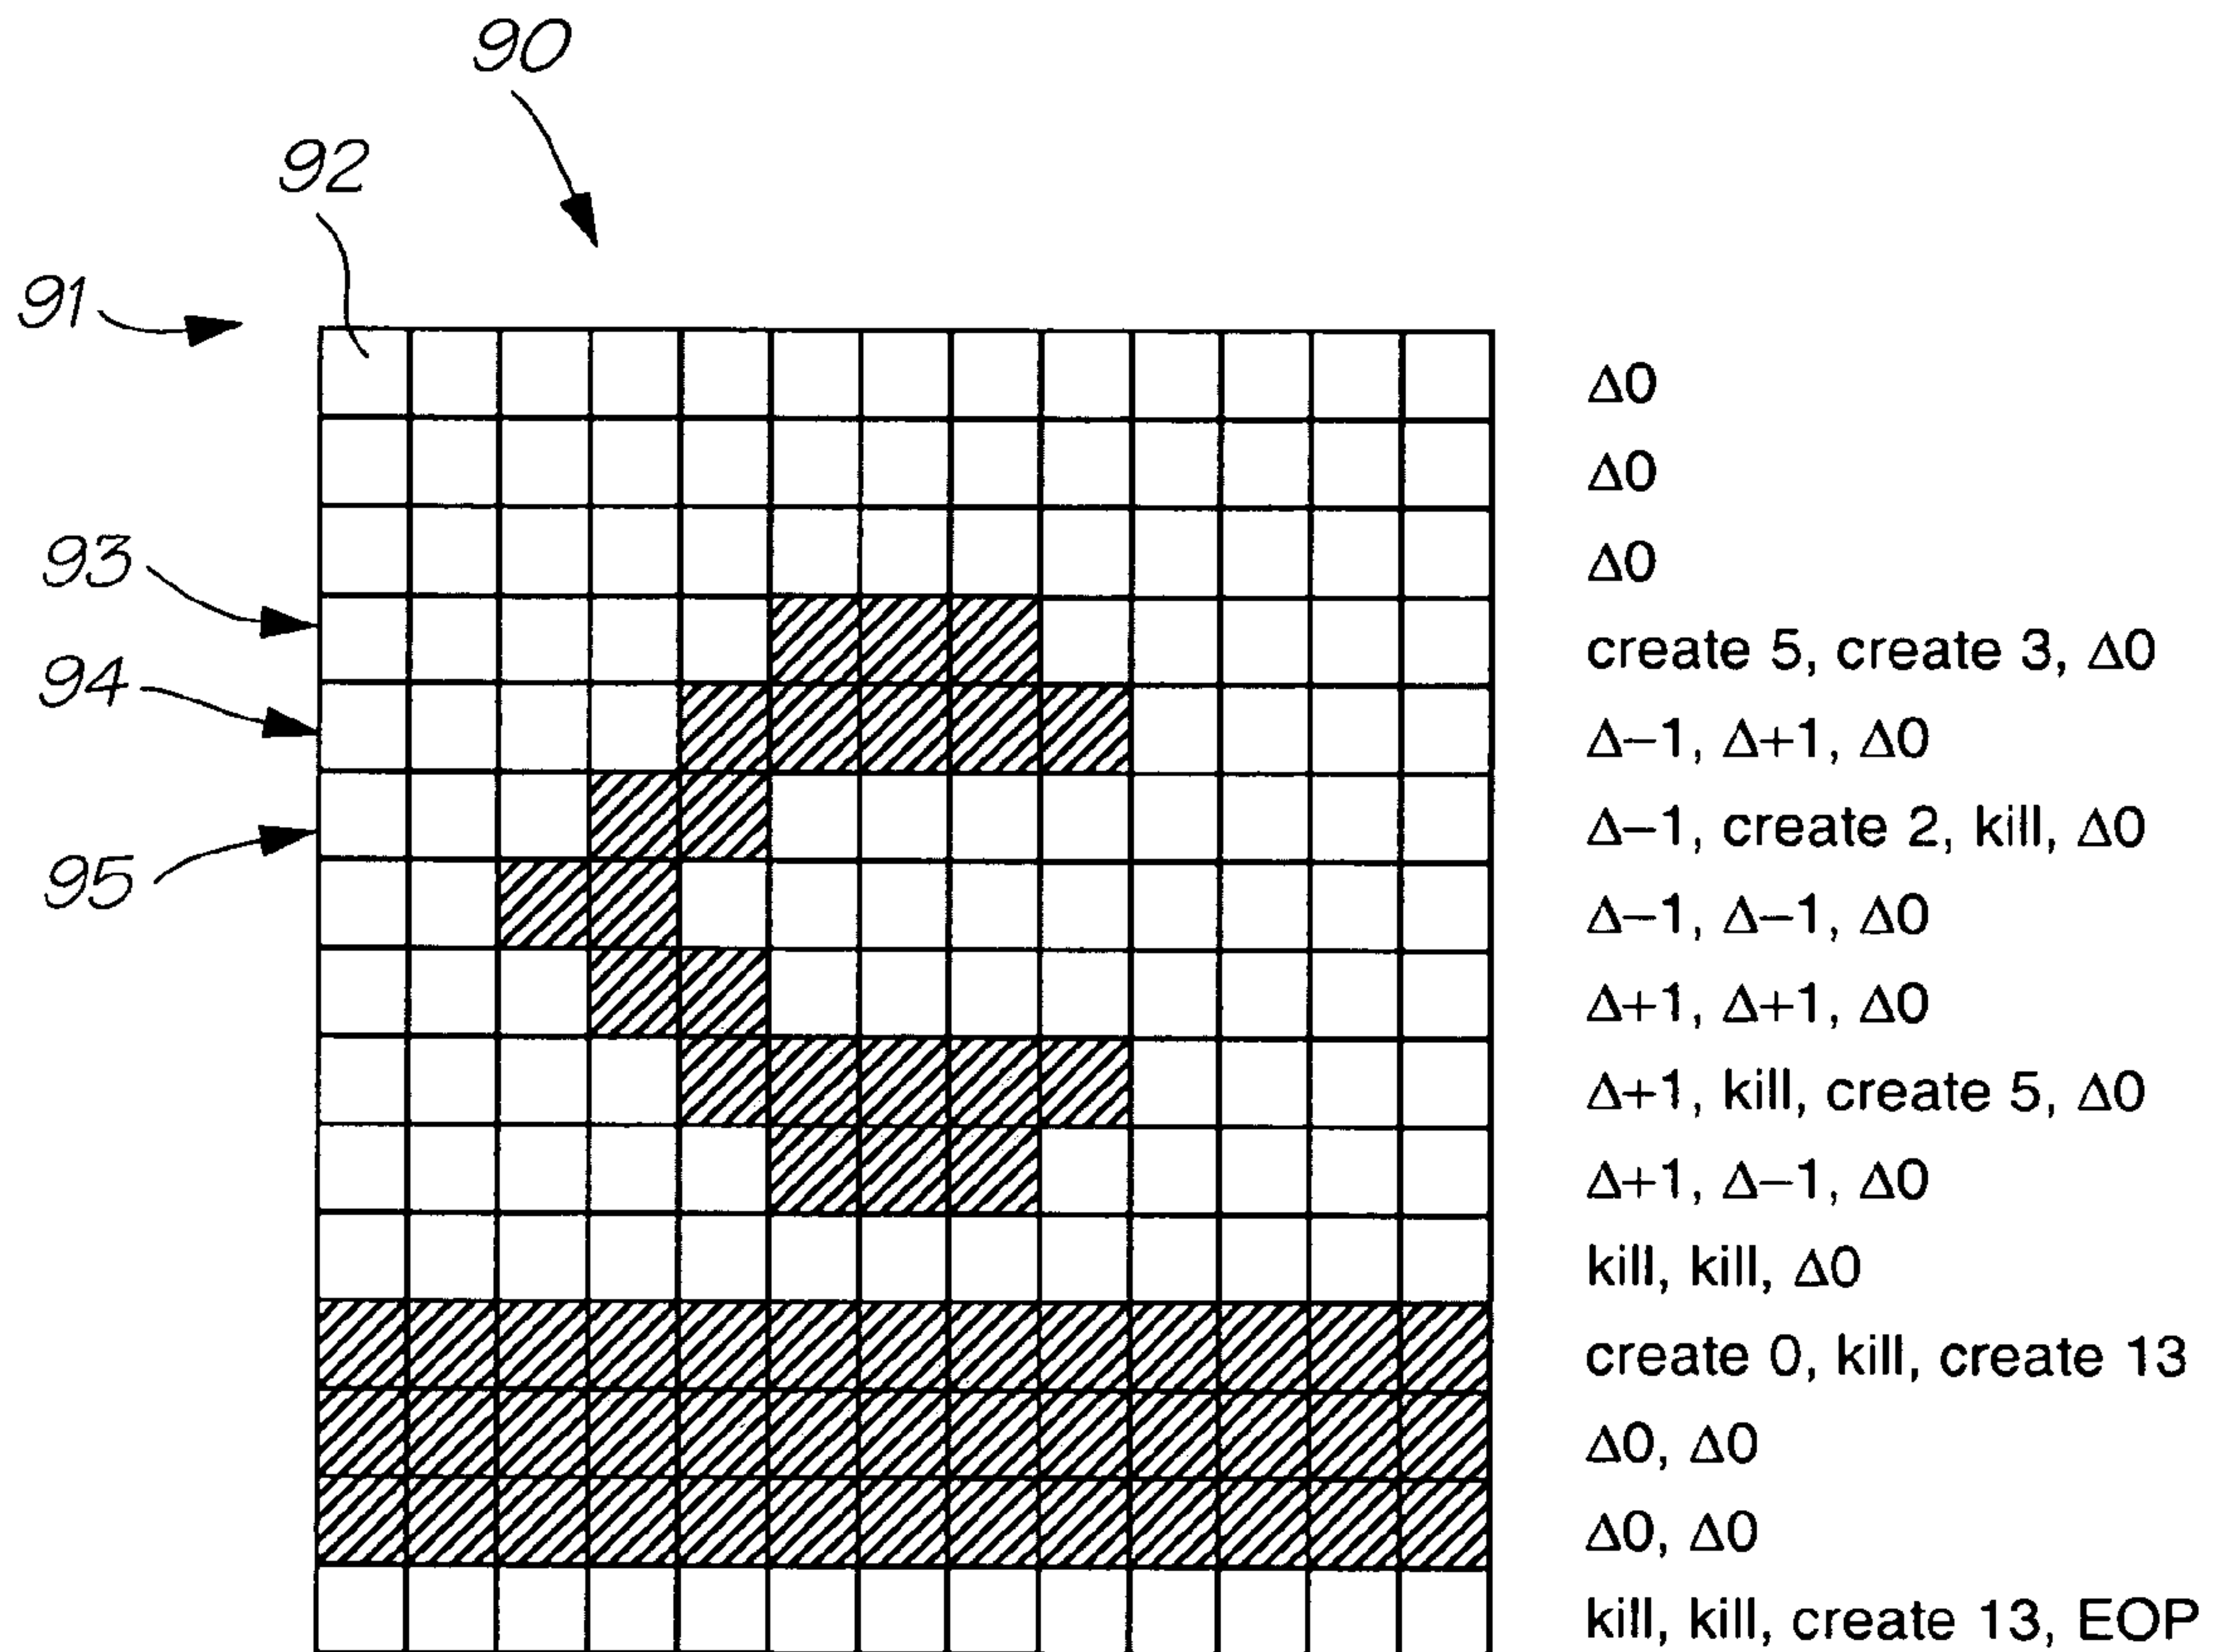 90
92
91
Δ0
Δ0
Δ0
93
create 5, create 3, Δ0
94
Δ−1, Δ+1, Δ0
95
Δ−1, create 2, kill, Δ0
Δ−1, Δ−1, Δ0
Δ+1, Δ+1, Δ0
Δ+1, kill, create 5, Δ0
Δ+1, Δ−1, Δ0
kill, kill, Δ0
create 0, kill, create 13
Δ0, Δ0
Δ0, Δ0
kill, kill, create 13, EOP